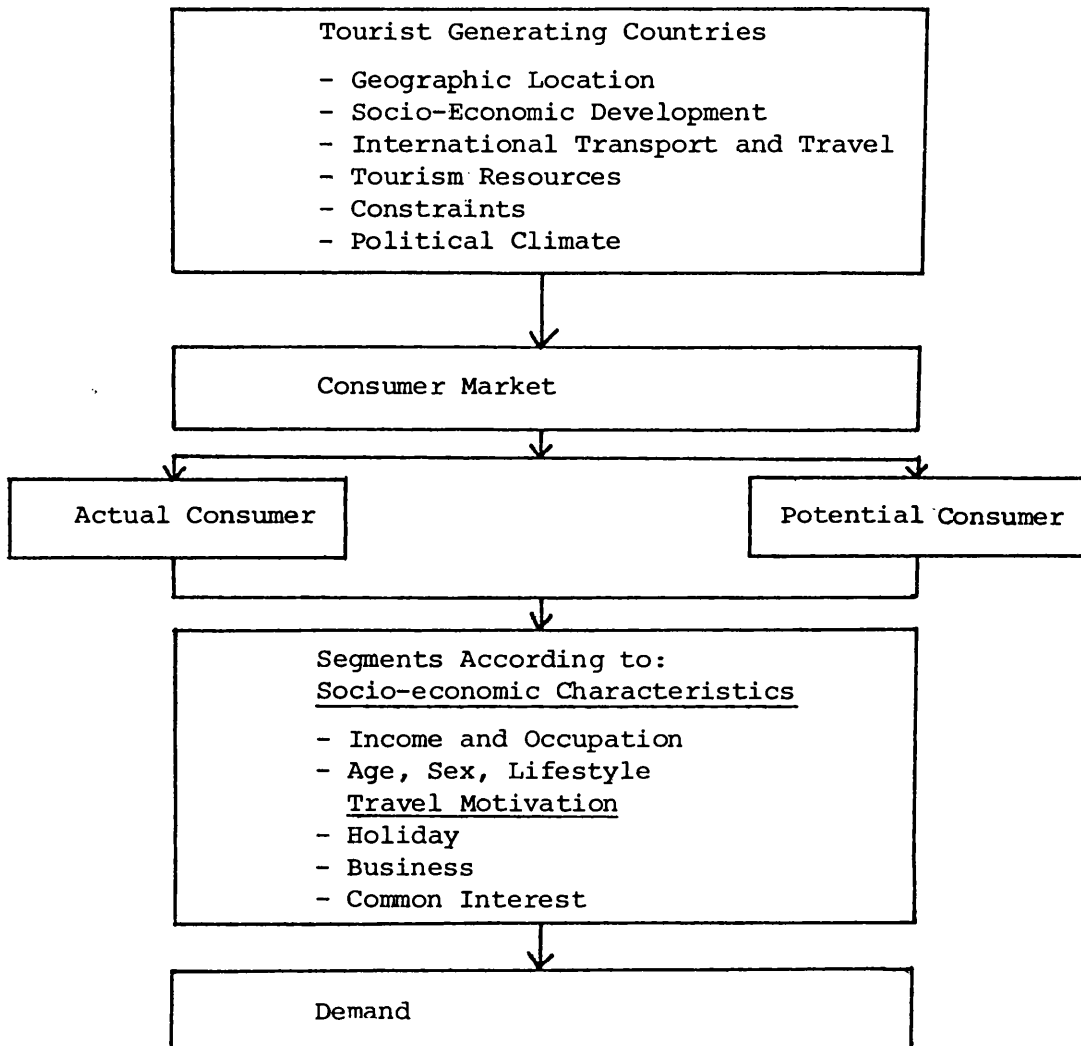 Tourist Generating Countries
- Geographic Location
- Socio-Economic Development
- International Transport and Travel
- Tourism Resources
- Constraints
- Political Climate
Consumer Market
Actual Consumer
Potential Consumer
Segments According to:
Socio-economic Characteristics
- Income and Occupation
- Age, Sex, Lifestyle
Travel Motivation
- Holiday
- Business
- Common Interest
Demand